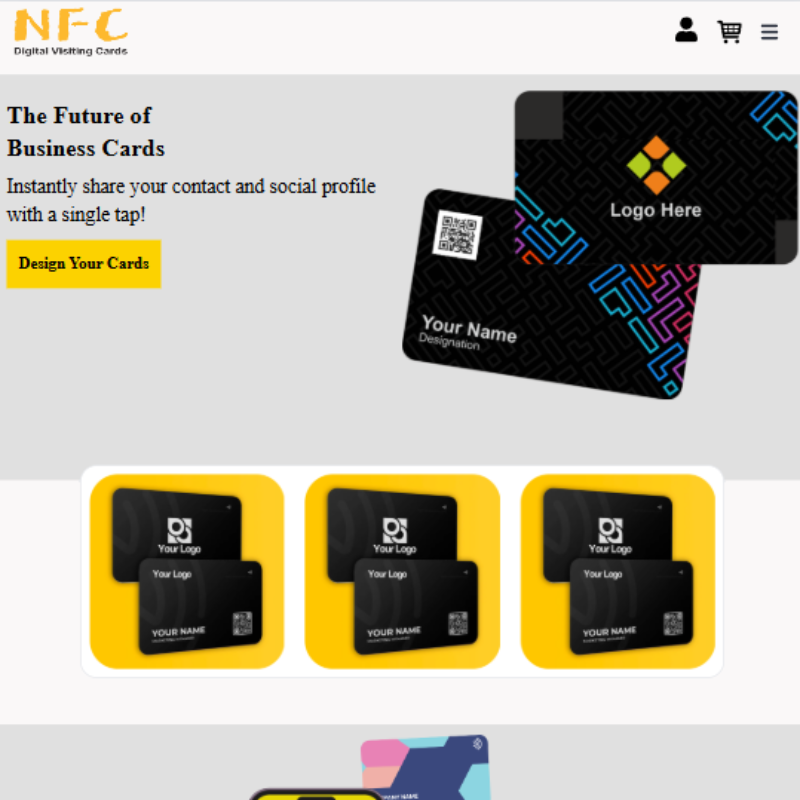 NFC
Digital Visiting Cards
The Future of
Business Cards
Instantly share your contact and social profile
with a single tap!
Design Your Cards
Logo Here
Your Name
Designation
Your Logo
Your Logo
YOUR NAME
Your Logo
Your Logo
YOUR NAME
Your Logo
Your Logo
YOUR NAME
NAME